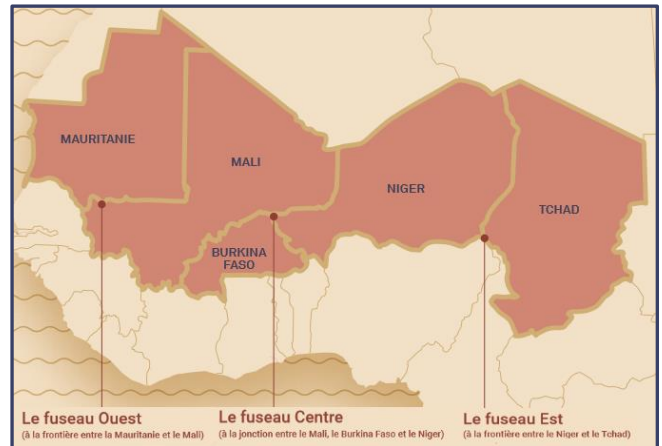 MAURITANIE
MALI
NIGER
TCHAD
BURKINA
FASO
Le fuseau Ouest
(à la frontière entre la Mauritanie et le Mali)
Le fuseau Centre
(à la jonction entre le Mali, le Burkina Faso et le Niger)
Le fuseau Est
(à la frontière entre le Niger et le Tchad)